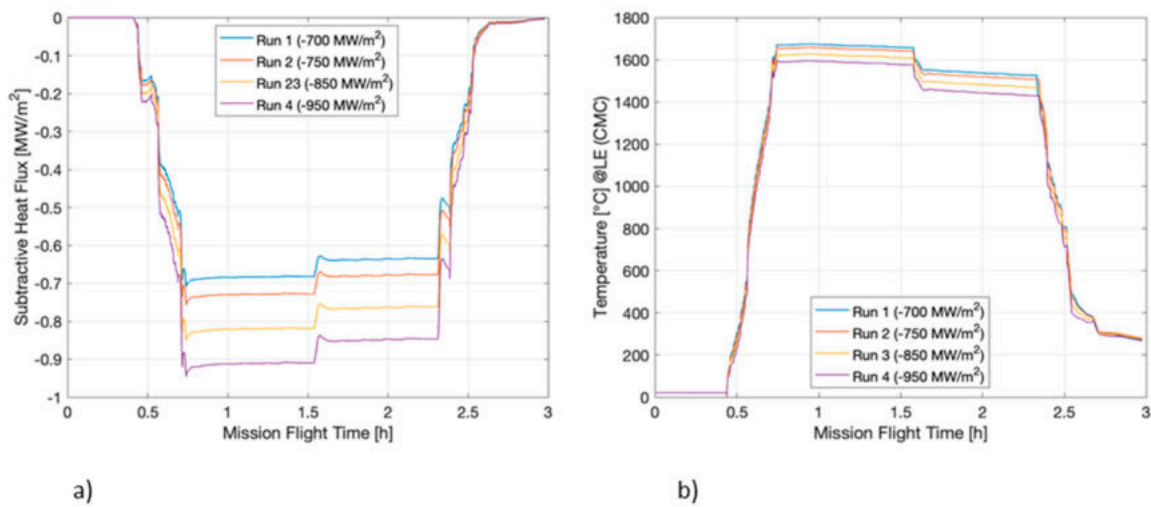 0
-0.1
-0.2
-0.3
-0.4
-0.5
-0.6
-0.7
-0.8
-0.9
-1
Subtractive Heat Flux [MW/m²]
Run 1 (-700 MW/m²)
Run 2 (-750 MW/m²)
Run 23 (-850 MW/m²)
Run 4 (-950 MW/m²)
0 0.5 1 1.5 2 2.5 3
Mission Flight Time [h]
a)
1800
1600
1400
1200
1000
800
600
400
200
0
Temperature [°C] @LE (CMC)
Run 1 (-700 MW/m²)
Run 2 (-750 MW/m²)
Run 3 (-850 MW/m²)
Run 4 (-950 MW/m²)
0 0.5 1 1.5 2 2.5 3
Mission Flight Time [h]
b)